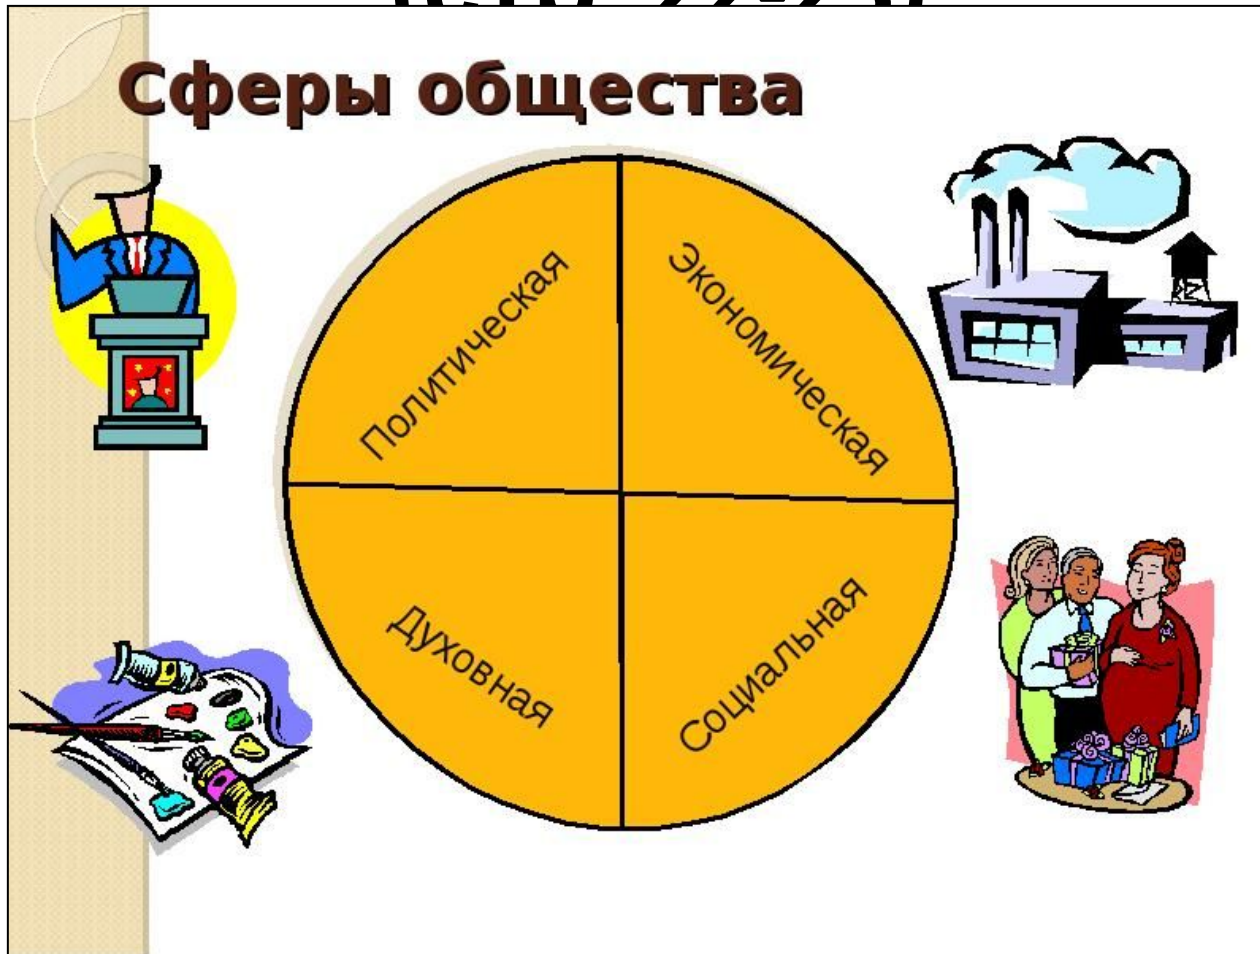 Сферы общества
Политическая
Экономическая
Духовная
Социальная